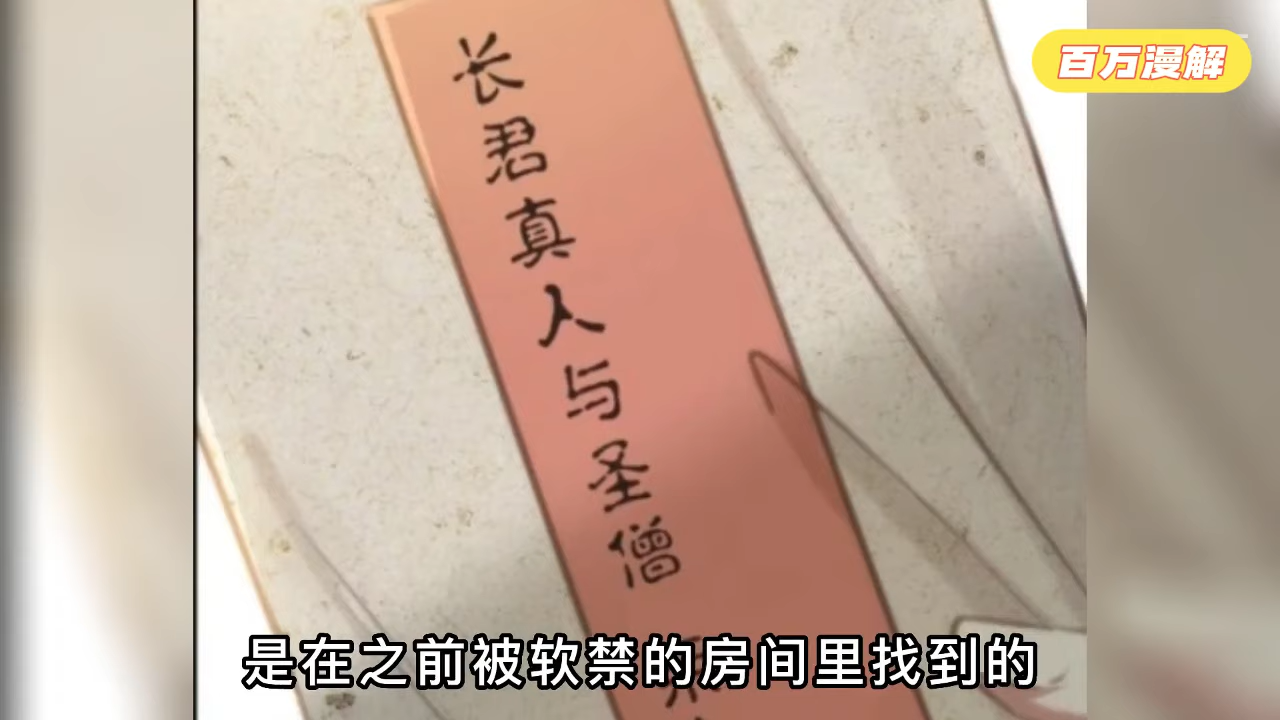 百万漫解
长君真人与圣僧
是在之前被软禁的房间里找到的